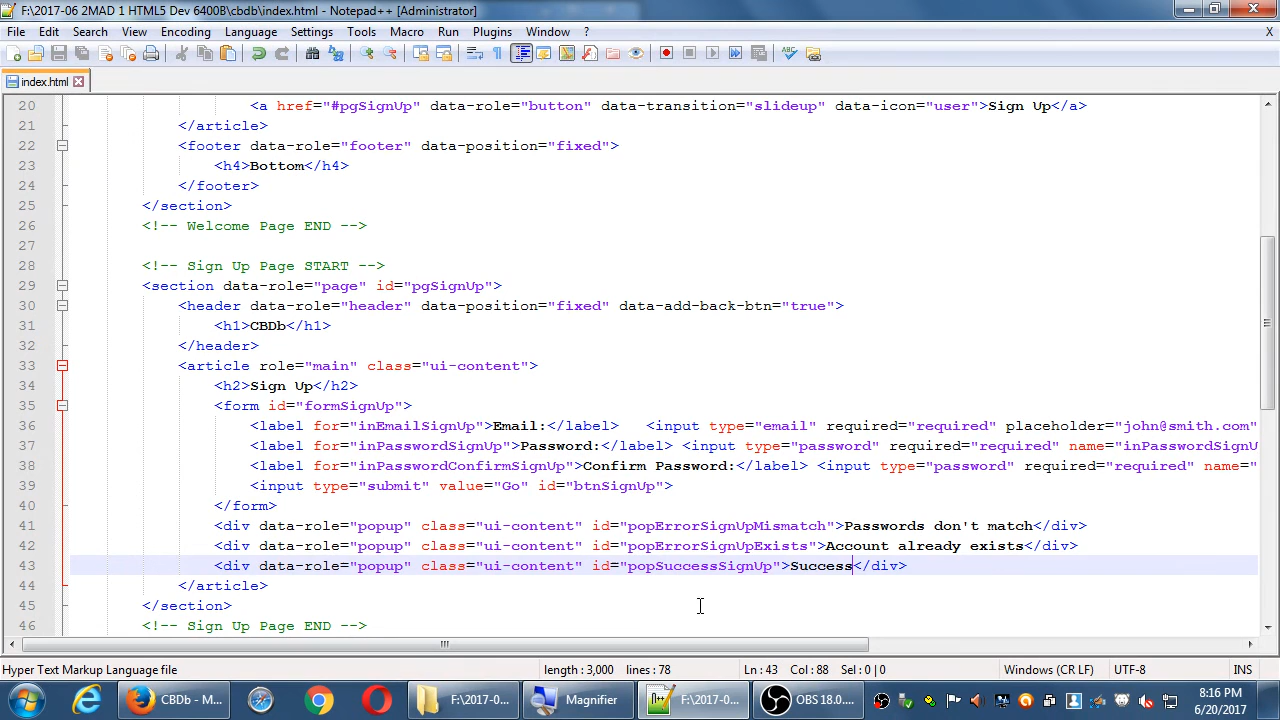 F:\2017-06 2MAD 1 HTML5 Dev 6400B\cbdb\index.html - Notepad++ [Administrator]
File Edit Search View Encoding Language Settings Tools Macro Run Plugins Window ? X
index.html
20 <a href="#pgSignUp" data-role="button" data-transition="slideup" data-icon="user">Sign Up</a>
21 </article>
22 <footer data-role="footer" data-position="fixed">
23 <h4>Bottom</h4>
24 </footer>
25 </section>
26 <!-- Welcome Page END -->
27
28 <!-- Sign Up Page START -->
29 <section data-role="page" id="pgSignUp">
30 <header data-role="header" data-position="fixed" data-add-back-btn="true">
31 <h1>CBDb</h1>
32 </header>
33 <article role="main" class="ui-content">
34 <h2>Sign Up</h2>
35 <form id="formSignUp">
36 <label for="inEmailSignUp">Email:</label> <input type="email" required="required" placeholder="john@smith.com"
37 <label for="inPasswordSignUp">Password:</label> <input type="password" required="required" name="inPasswordSignU
38 <label for="inPasswordConfirmSignUp">Confirm Password:</label> <input type="password" required="required" name="
39 <input type="submit" value="Go" id="btnSignUp">
40 </form>
41 <div data-role="popup" class="ui-content" id="popErrorSignUpMismatch">Passwords don't match</div>
42 <div data-role="popup" class="ui-content" id="popErrorSignUpExists">Account already exists</div>
43 <div data-role="popup" class="ui-content" id="popSuccessSignUp">Success</div>
44 </article>
45 </section>
46 <!-- Sign Up Page END -->
Hyper Text Markup Language file length : 3,000 lines : 78 Ln : 43 Col : 88 Sel : 0 | 0 Windows (CR LF) UTF-8 INS
CBDb - M... F:\2017-0... Magnifier F:\2017-0... OBS 18.0.... 8:16 PM
6/20/2017